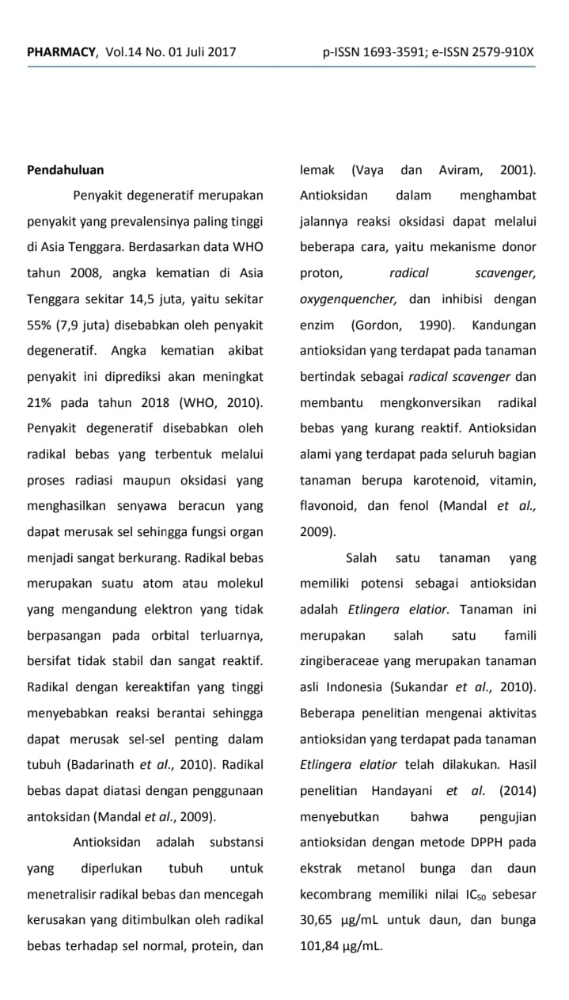 PHARMACY, Vol.14 No. 01 Juli 2017 p-ISSN 1693-3591; e-ISSN 2579-910X
Pendahuluan
Penyakit degeneratif merupakan
penyakit yang prevalensinya paling tinggi
di Asia Tenggara. Berdasarkan data WHO
tahun 2008, angka kematian di Asia
Tenggara sekitar 14,5 juta, yaitu sekitar
55% (7,9 juta) disebabkan oleh penyakit
degeneratif. Angka kematian akibat
penyakit ini diprediksi akan meningkat
21% pada tahun 2018 (WHO, 2010).
Penyakit degeneratif disebabkan oleh
radikal bebas yang terbentuk melalui
proses radiasi maupun oksidasi yang
menghasilkan senyawa beracun yang
dapat merusak sel sehingga fungsi organ
menjadi sangat berkurang. Radikal bebas
merupakan suatu atom atau molekul
yang mengandung elektron yang tidak
berpasangan pada orbital terluarnya,
bersifat tidak stabil dan sangat reaktif.
Radikal dengan kereaktifan yang tinggi
menyebabkan reaksi berantai sehingga
dapat merusak sel-sel penting dalam
tubuh (Badarinath et al., 2010). Radikal
bebas dapat diatasi dengan penggunaan
antoksidan (Mandal et al., 2009).
Antioksidan adalah substansi
yang diperlukan tubuh untuk
menetralisir radikal bebas dan mencegah
kerusakan yang ditimbulkan oleh radikal
bebas terhadap sel normal, protein, dan
lemak (Vaya dan Aviram, 2001).
Antioksidan dalam menghambat
jalannya reaksi oksidasi dapat melalui
beberapa cara, yaitu mekanisme donor
proton, radical scavenger,
oxygenquencher, dan inhibisi dengan
enzim (Gordon, 1990). Kandungan
antioksidan yang terdapat pada tanaman
bertindak sebagai radical scavenger dan
membantu mengkonversikan radikal
bebas yang kurang reaktif. Antioksidan
alami yang terdapat pada seluruh bagian
tanaman berupa karotenoid, vitamin,
flavonoid, dan fenol (Mandal et al.,
2009).
Salah satu tanaman yang
memiliki potensi sebagai antioksidan
adalah Etlingera elatior. Tanaman ini
merupakan salah satu famili
zingiberaceae yang merupakan tanaman
asli Indonesia (Sukandar et al., 2010).
Beberapa penelitian mengenai aktivitas
antioksidan yang terdapat pada tanaman
Etlingera elatior telah dilakukan. Hasil
penelitian Handayani et al. (2014)
menyebutkan bahwa pengujian
antioksidan dengan metode DPPH pada
ekstrak metanol bunga dan daun
kecombrang memiliki nilai IC50 sebesar
30,65 µg/mL untuk daun, dan bunga
101,84 µg/mL.